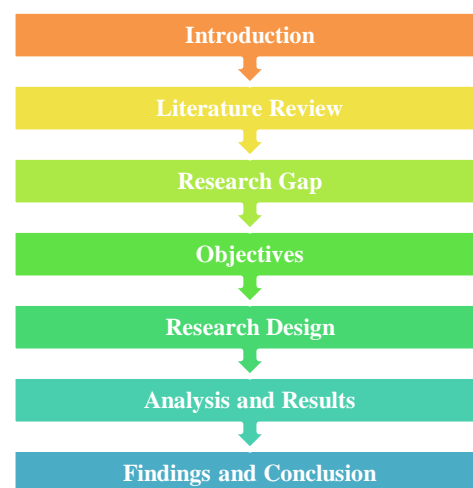 Introduction
Literature Review
Research Gap
Objectives
Research Design
Analysis and Results
Findings and Conclusion